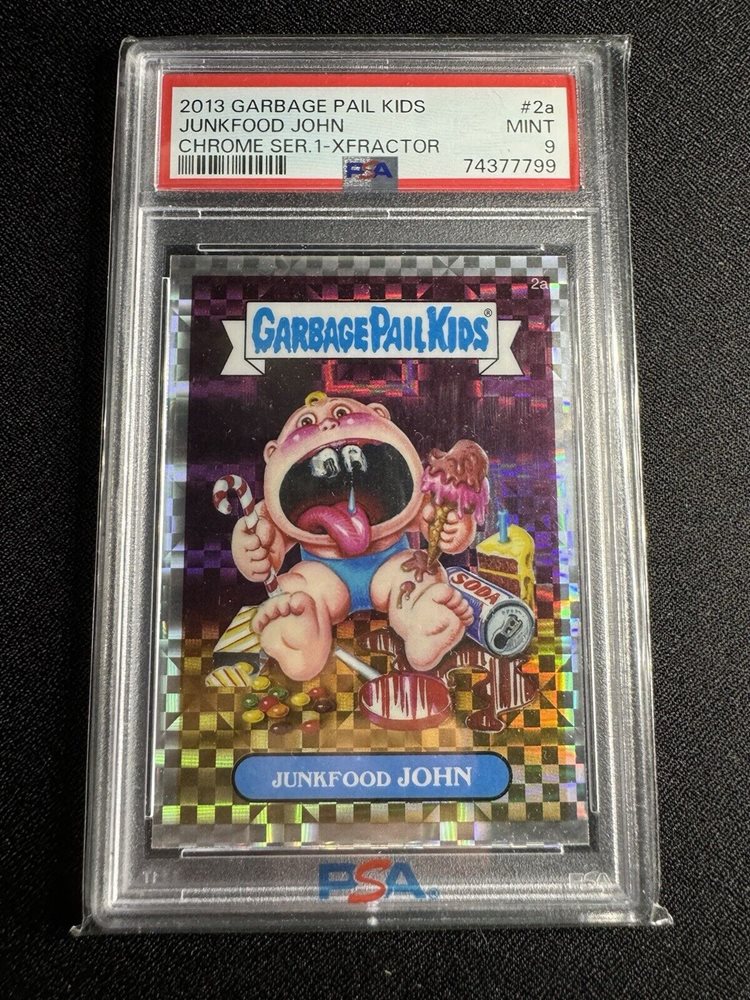 2013 GARBAGE PAIL KIDS #2a
JUNKFOOD JOHN MINT
CHROME SER.1-XFRACTOR 9
PSA 74377799
2a
GARBAGE PAIL KIDS®
SODA
JUNKFOOD JOHN
PSA®
PSA